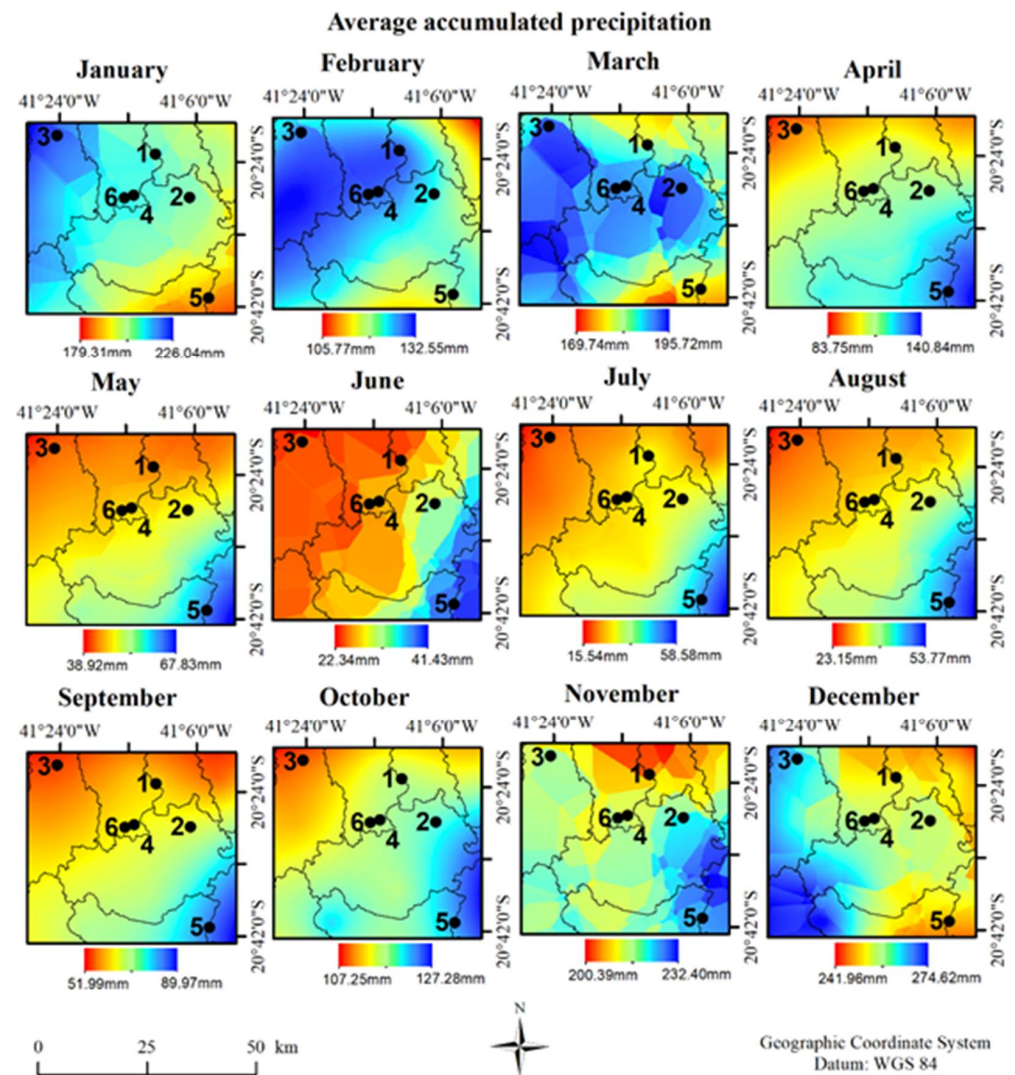 Average accumulated precipitation
January
February
March
April
41°24'0"W 41°6'0"W
41°24'0"W 41°6'0"W
41°24'0"W 41°6'0"W
41°24'0"W 41°6'0"W
3 1 6 4 2 5
20°24'0"S
20°42'0"S
3 1 6 4 2 5
20°24'0"S
20°42'0"S
3 1 6 4 2 5
20°24'0"S
20°42'0"S
3 1 6 4 2 5
20°24'0"S
20°42'0"S
179.31mm 226.04mm
105.77mm 132.55mm
169.74mm 195.72mm
83.75mm 140.84mm
May
June
July
August
41°24'0"W 41°6'0"W
41°24'0"W 41°6'0"W
41°24'0"W 41°6'0"W
41°24'0"W 41°6'0"W
3 1 6 4 2 5
20°24'0"S
20°42'0"S
3 1 6 4 2 5
20°24'0"S
20°42'0"S
3 1 6 4 2 5
20°24'0"S
20°42'0"S
3 1 6 4 2 5
20°24'0"S
20°42'0"S
38.92mm 67.83mm
22.34mm 41.43mm
15.54mm 58.58mm
23.15mm 53.77mm
September
October
November
December
41°24'0"W 41°6'0"W
41°24'0"W 41°6'0"W
41°24'0"W 41°6'0"W
41°24'0"W 41°6'0"W
3 1 6 4 2 5
20°24'0"S
20°42'0"S
3 1 6 4 2 5
20°24'0"S
20°42'0"S
3 1 6 4 2 5
20°24'0"S
20°42'0"S
3 1 6 4 2 5
20°24'0"S
20°42'0"S
51.99mm 89.97mm
107.25mm 127.28mm
200.39mm 232.40mm
241.96mm 274.62mm
0 25 50 km
N
Geographic Coordinate System
Datum: WGS 84